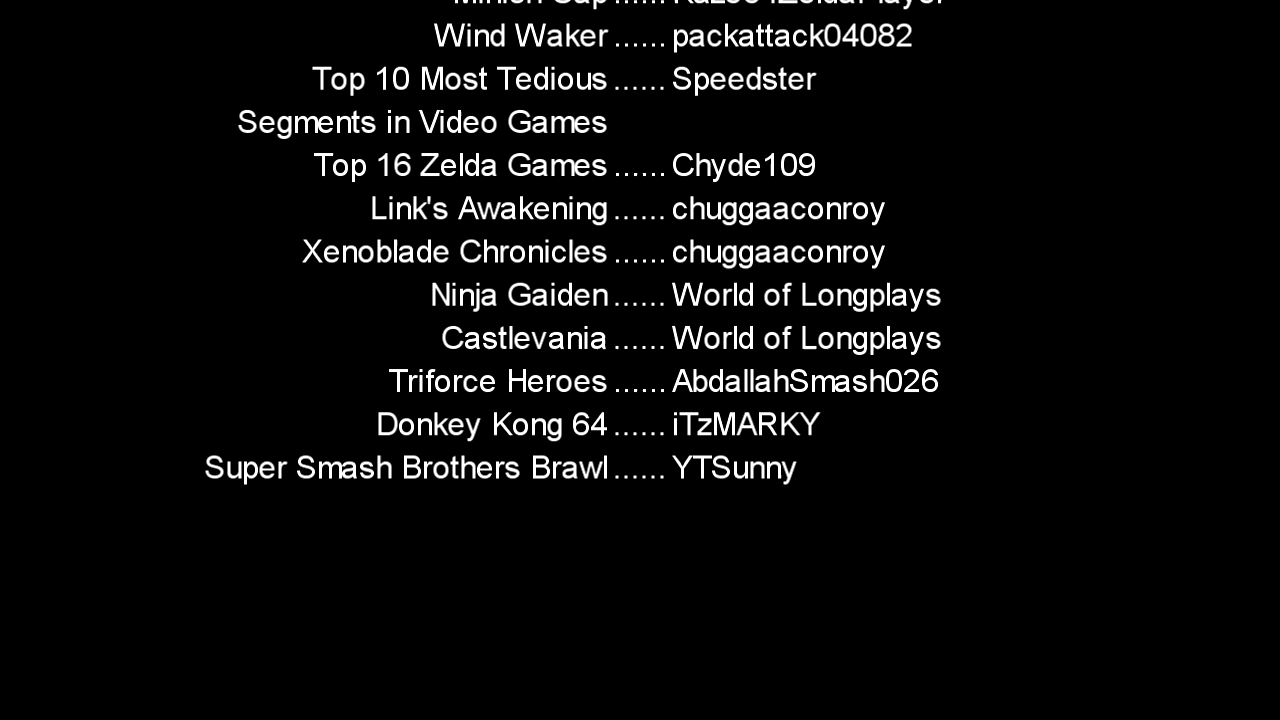 Wind Waker ...... packattack04082
Top 10 Most Tedious ...... Speedster
Segments in Video Games
Top 16 Zelda Games ...... Chyde109
Link's Awakening ...... chuggaaconroy
Xenoblade Chronicles ...... chuggaaconroy
Ninja Gaiden ...... World of Longplays
Castlevania ...... World of Longplays
Triforce Heroes ...... AbdallahSmash026
Donkey Kong 64 ...... iTzMARKY
Super Smash Brothers Brawl ...... YTSunny